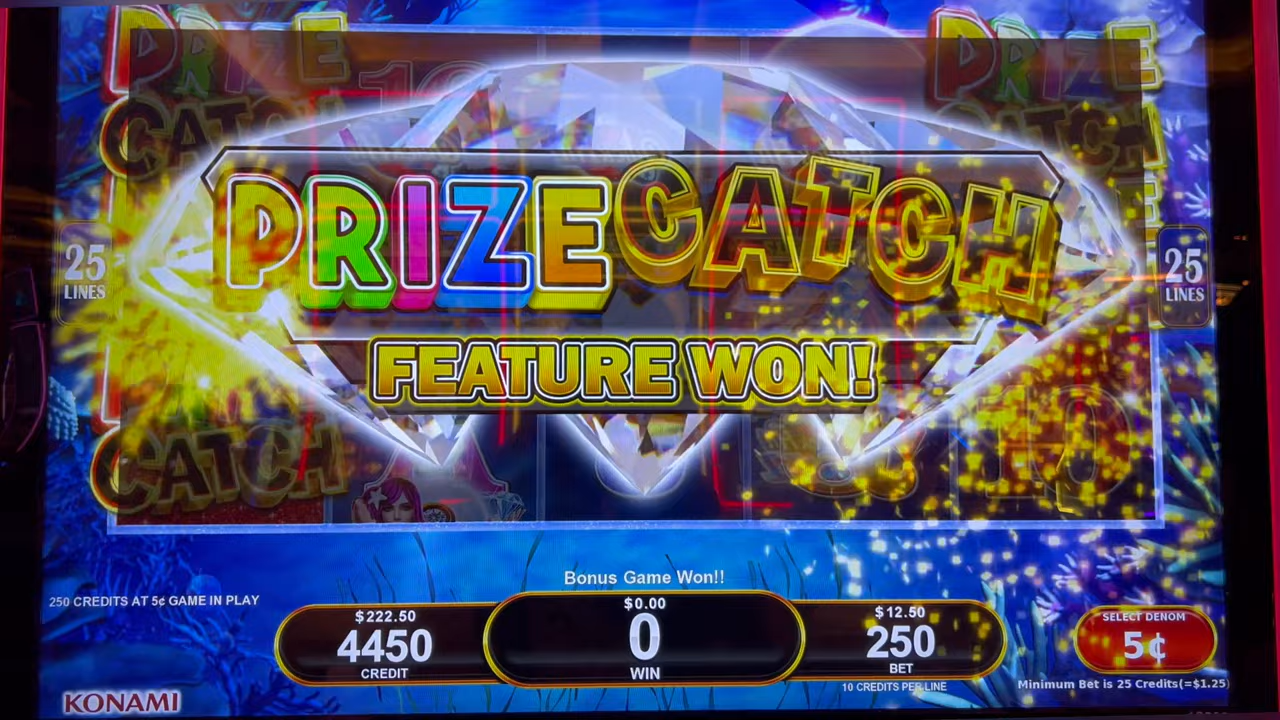 PRIZE
PRIZE
CATCH
CATCH
PRIZE CATCH
25
LINES
25
LINES
FEATURE WON!
CATCH
10
Bonus Game Won!!
250 CREDITS AT 5¢ GAME IN PLAY
$222.50
4450
CREDIT
$0.00
0
WIN
$12.50
250
BET
10 CREDITS PER LINE
SELECT DENOM
5¢
Minimum Bet is 25 Credits(=$1.25)
KONAMI